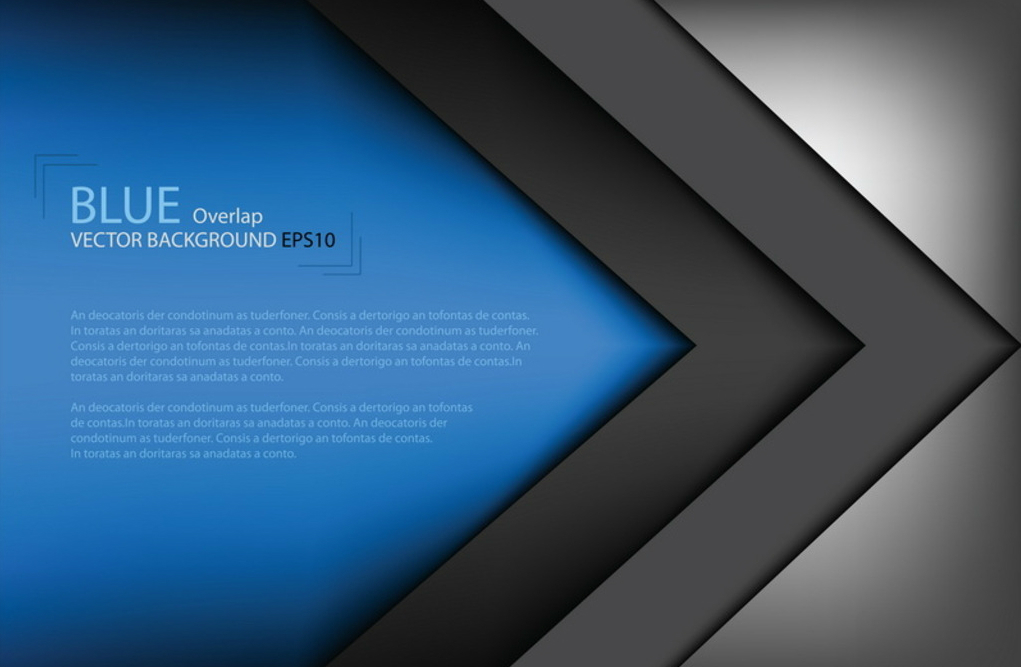 BLUE Overlap
VECTOR BACKGROUND EPS10
An deocatoris der condotinum as tuderfoner. Consis a dertorigo an tofontas de contas.
In toratas an doritaras sa anadatas a conto. An deocatoris der condotinum as tuderfoner.
Consis a dertorigo an tofontas de contas.In toratas an doritaras sa anadatas a conto. An
deocatoris der condotinum as tuderfoner. Consis a dertorigo an tofontas de contas.In
toratas an doritaras sa anadatas a conto.
An deocatoris der condotinum as tuderfoner. Consis a dertorigo an tofontas
de contas.In toratas an doritaras sa anadatas a conto. An deocatoris der
condotinum as tuderfoner. Consis a dertorigo an tofontas de contas.
In toratas an doritaras sa anadatas a conto.